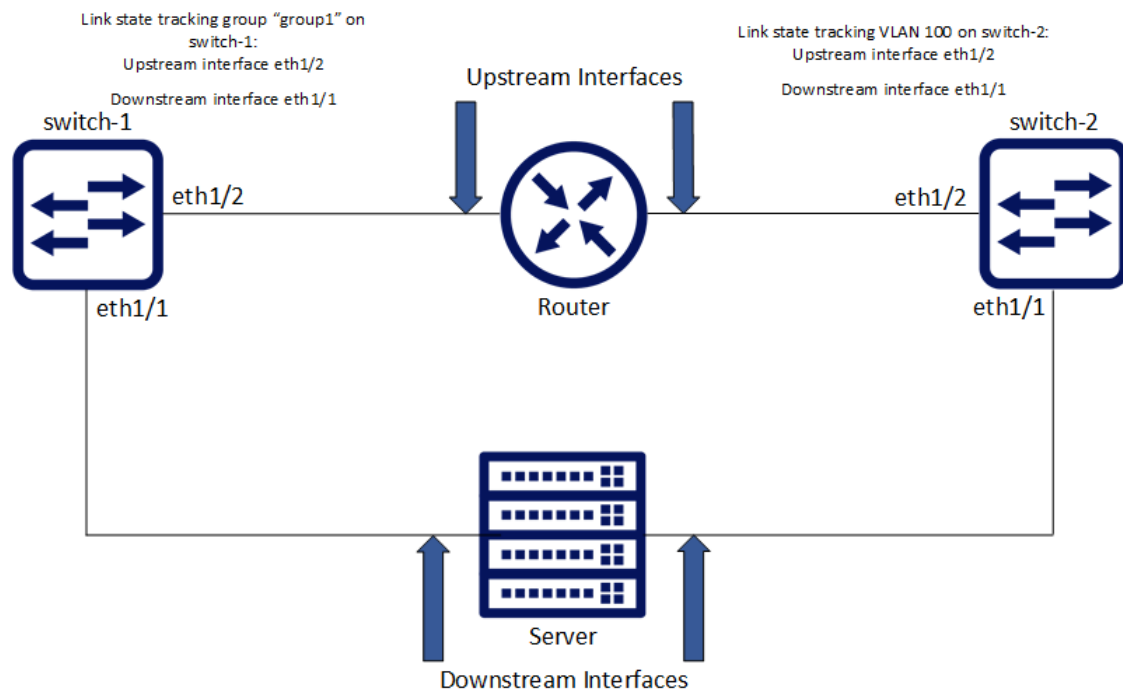 Link state tracking group “group1” on
switch-1:
Upstream interface eth1/2
Downstream interface eth1/1
Link state tracking VLAN 100 on switch-2:
Upstream interface eth1/2
Downstream interface eth1/1
Upstream Interfaces
switch-1
switch-2
eth1/2
eth1/2
eth1/1
Router
eth1/1
Server
Downstream Interfaces